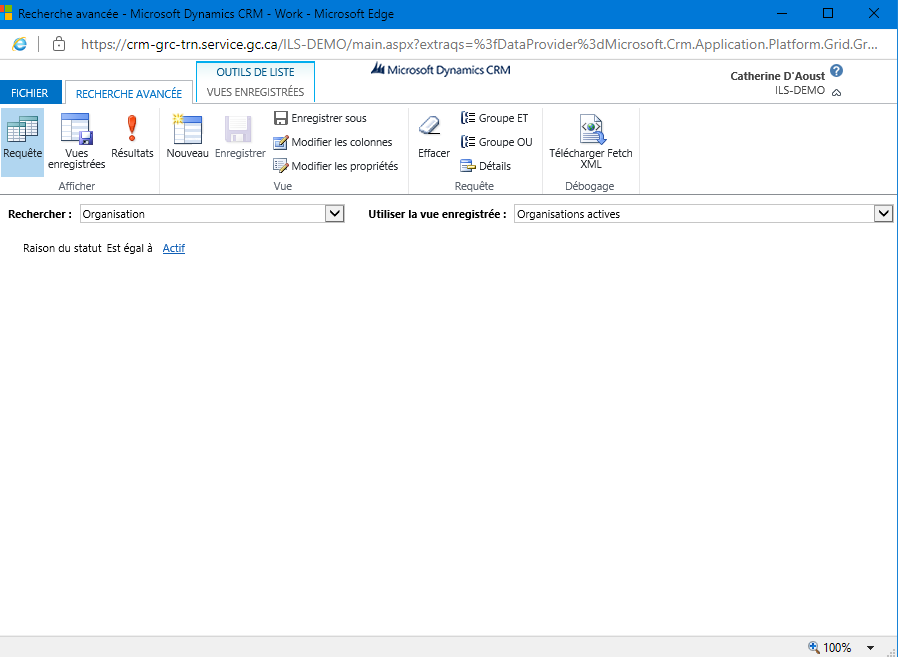 Recherche avancée - Microsoft Dynamics CRM - Work - Microsoft Edge
https://crm-grc-trn.service.gc.ca/ILS-DEMO/main.aspx?extraqs=%3fDataProvider%3dMicrosoft.Crm.Application.Platform.Grid.Gr...
FICHIER
RECHERCHE AVANCÉE
OUTILS DE LISTE
VUES ENREGISTRÉES
Microsoft Dynamics CRM
Catherine D'Aoust
ILS-DEMO
Requête
Vues
enregistrées
Résultats
Afficher
Nouveau
Enregistrer
Enregistrer sous
Modifier les colonnes
Modifier les propriétés
Vue
Effacer
Groupe ET
Groupe OU
Détails
Requête
Télécharger Fetch
XML
Débogage
Rechercher :
Organisation
Utiliser la vue enregistrée :
Organisations actives
Raison du statut Est égal à Actif
100%